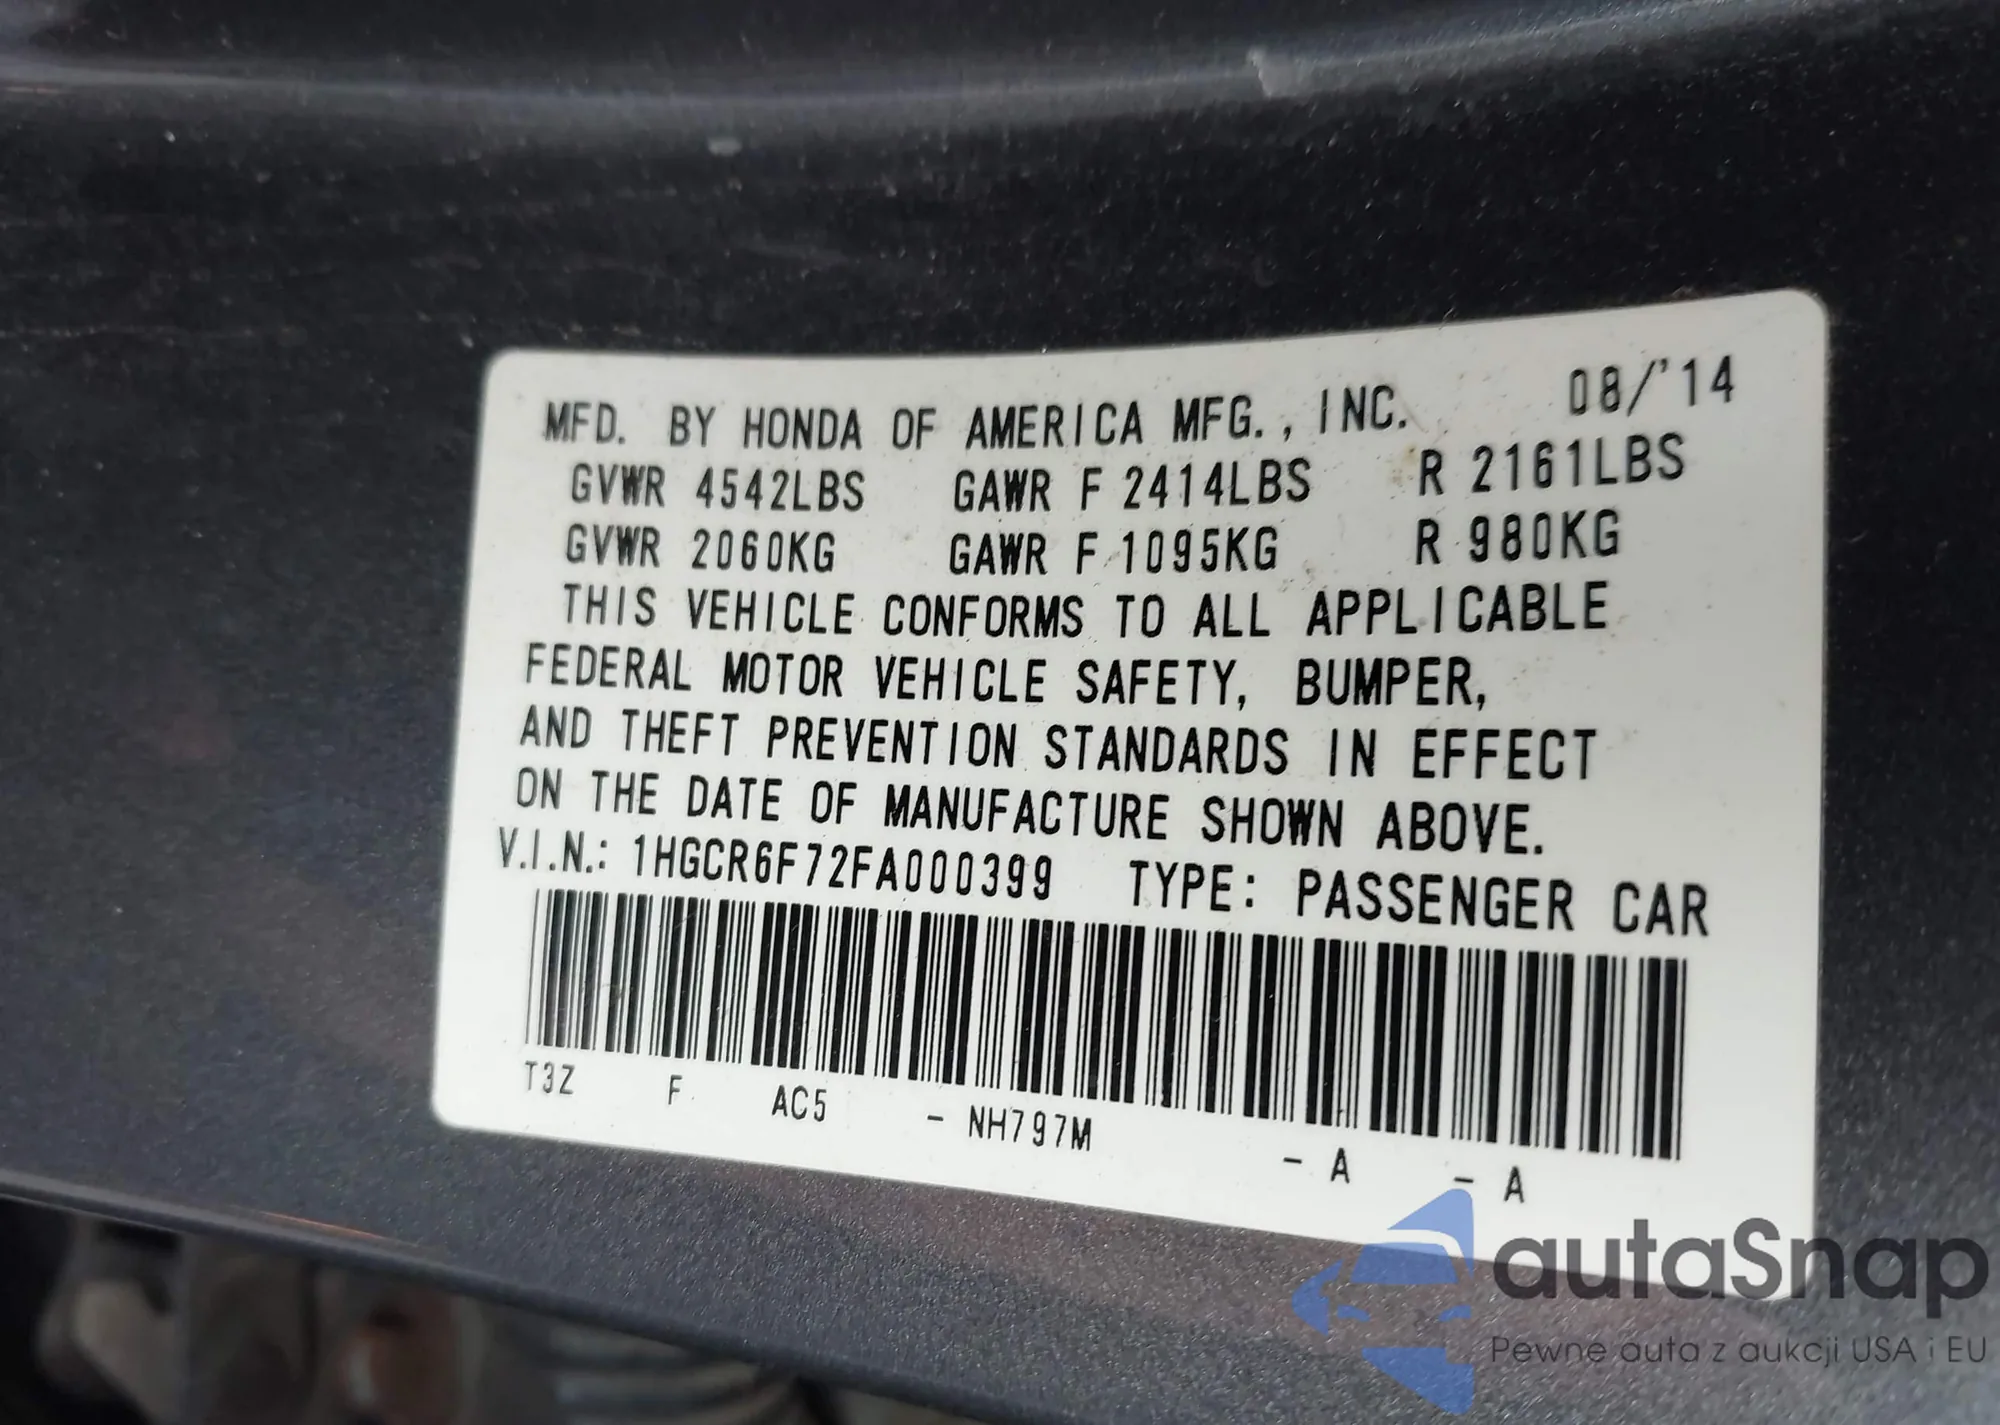 MFD. BY HONDA OF AMERICA MFG., INC. 08/'14
GVWR 4542LBS GAWR F 2414LBS R 2161LBS
GVWR 2060KG GAWR F 1095KG R 980KG
THIS VEHICLE CONFORMS TO ALL APPLICABLE
FEDERAL MOTOR VEHICLE SAFETY, BUMPER,
AND THEFT PREVENTION STANDARDS IN EFFECT
ON THE DATE OF MANUFACTURE SHOWN ABOVE.
V.I.N.: 1HGCR6F72FA000399 TYPE: PASSENGER CAR
T3Z F AC5 - NH797M - A - A
autaSnap
Pewne auta z aukcji USA i EU